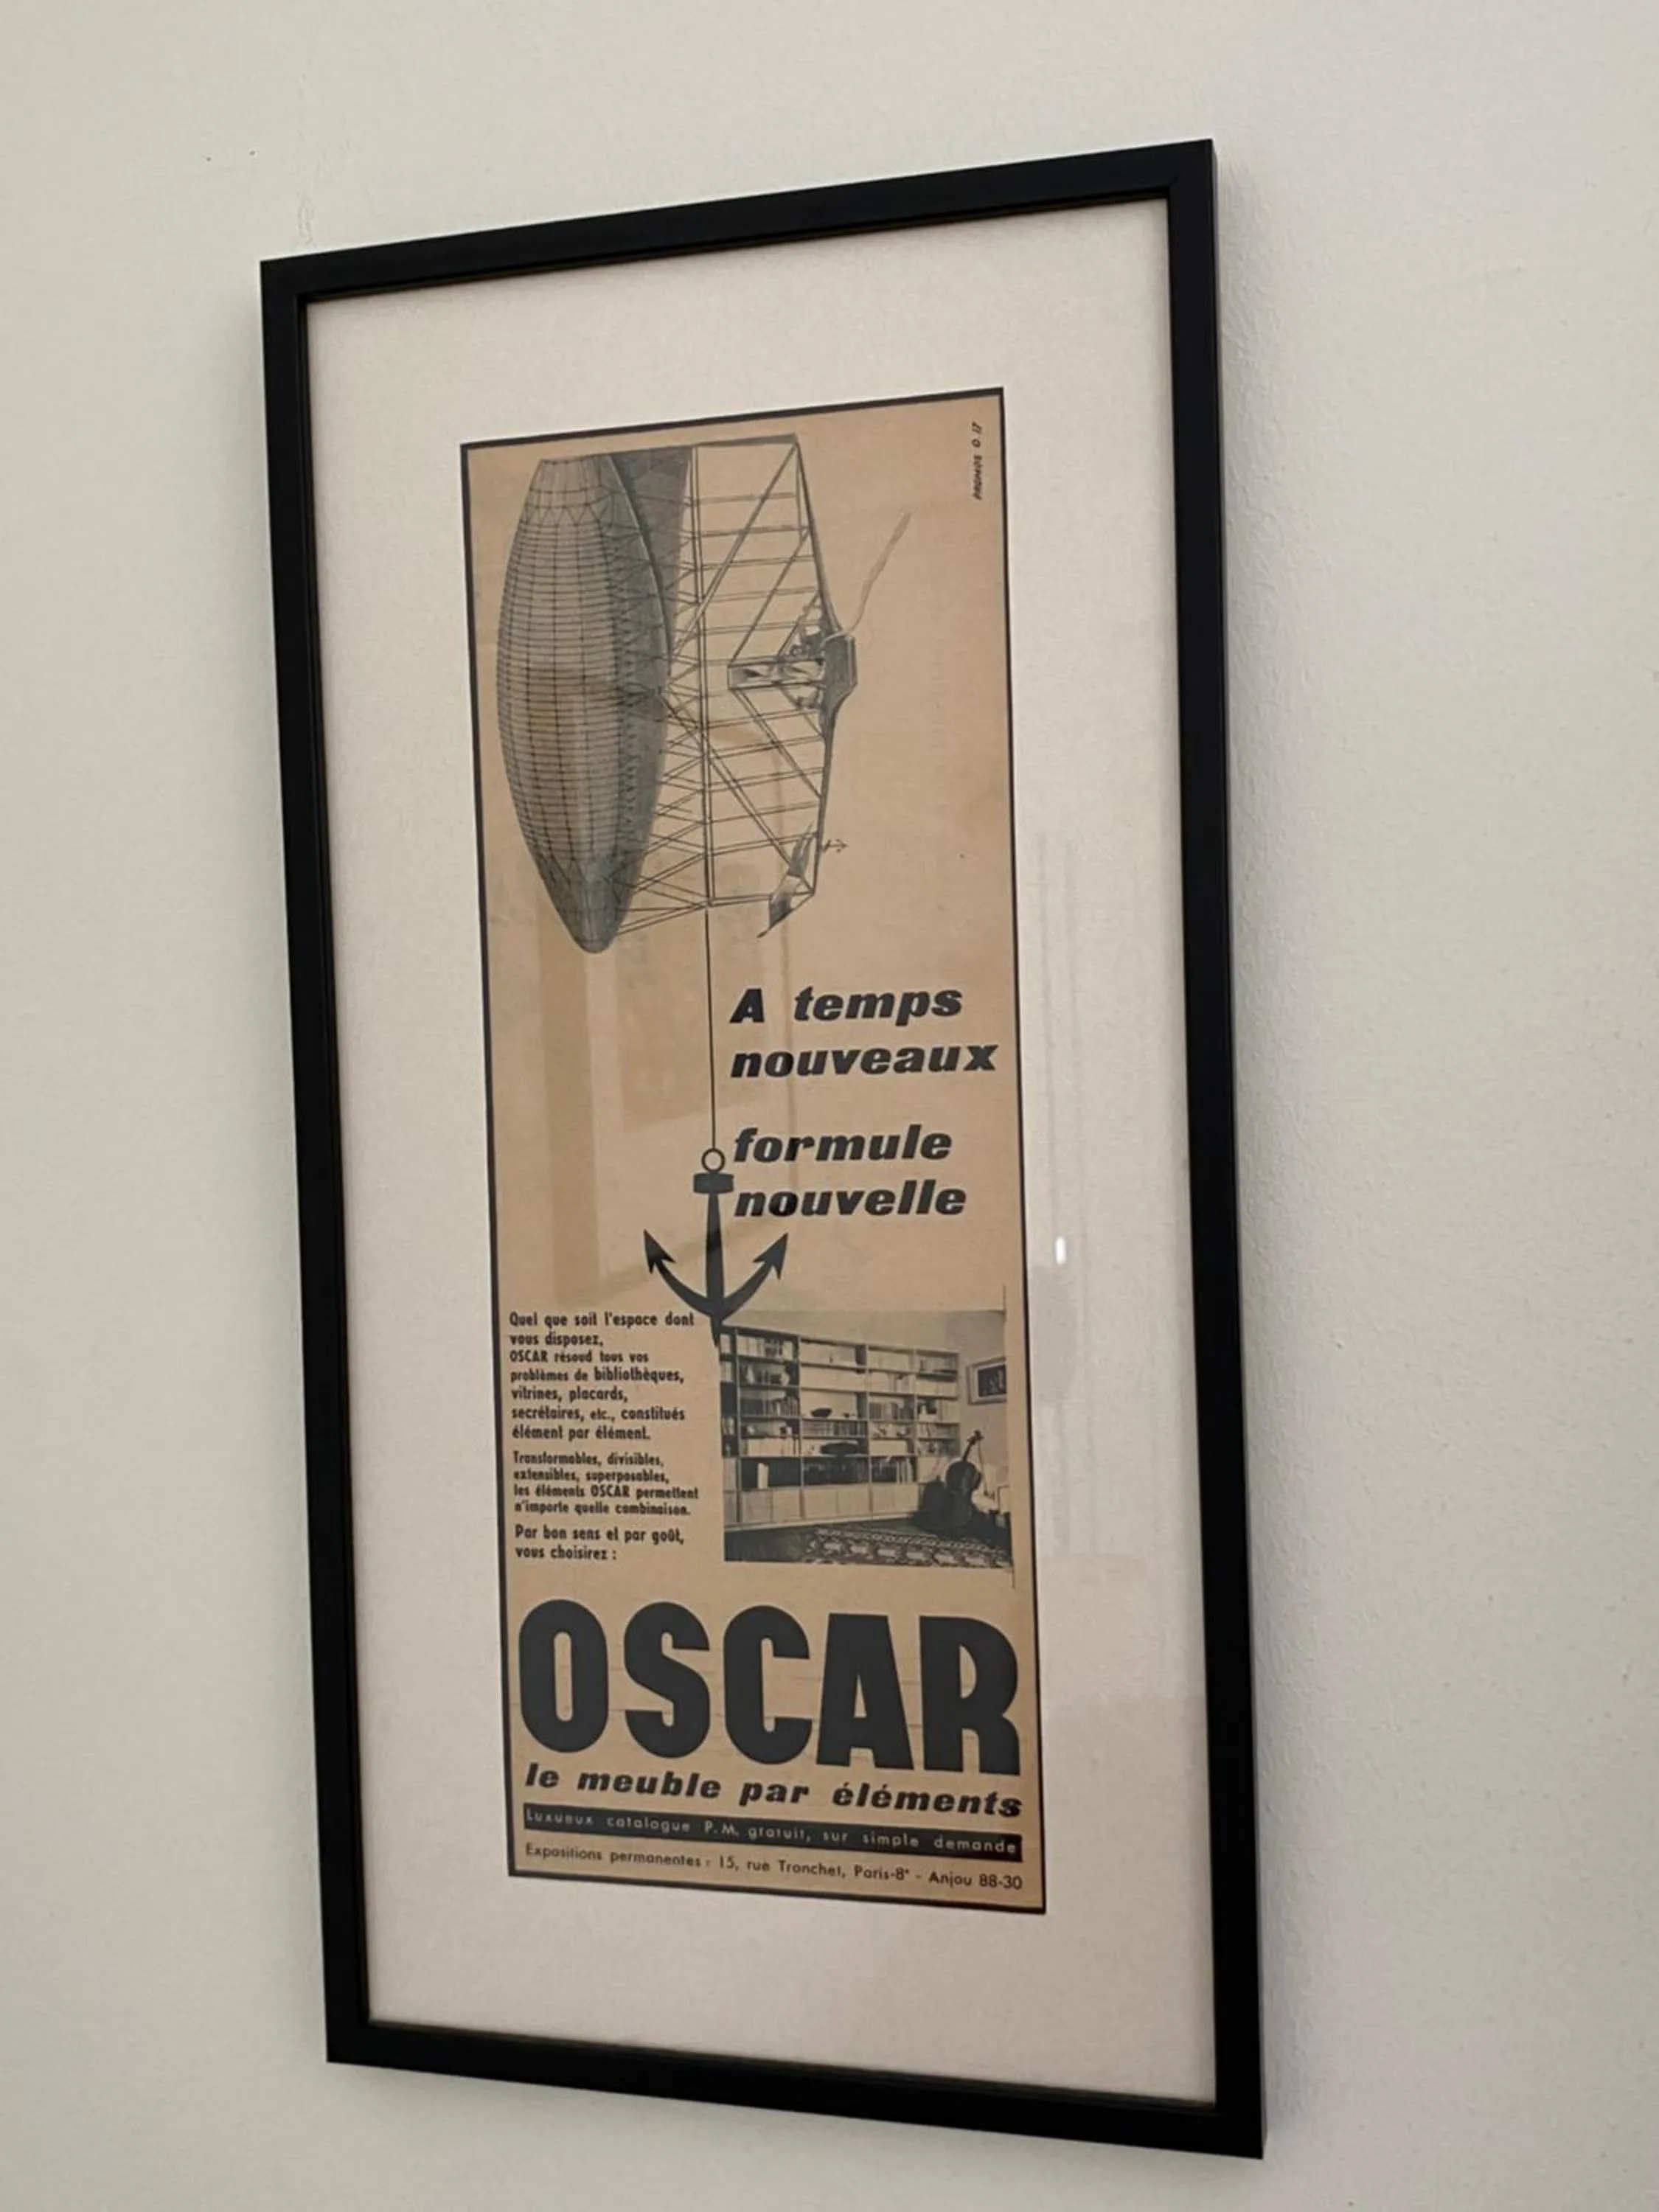 A temps
nouveaux
formule
nouvelle
Quel que soit l'espace dont
vous disposez,
OSCAR résoud tous vos
problèmes de bibliothèques,
vitrines, placards,
secrétaires, etc., constitués
élément par élément.
Transformables, divisibles,
extensibles, superposables,
les éléments OSCAR permettent
n'importe quelle combinaison.
Par bon sens et par goût,
vous choisirez :
OSCAR
le meuble par éléments
Luxueux catalogue P.M. gratuit, sur simple demande
Expositions permanentes : 15, rue Tronchet, Paris-8e - Anjou 88-30